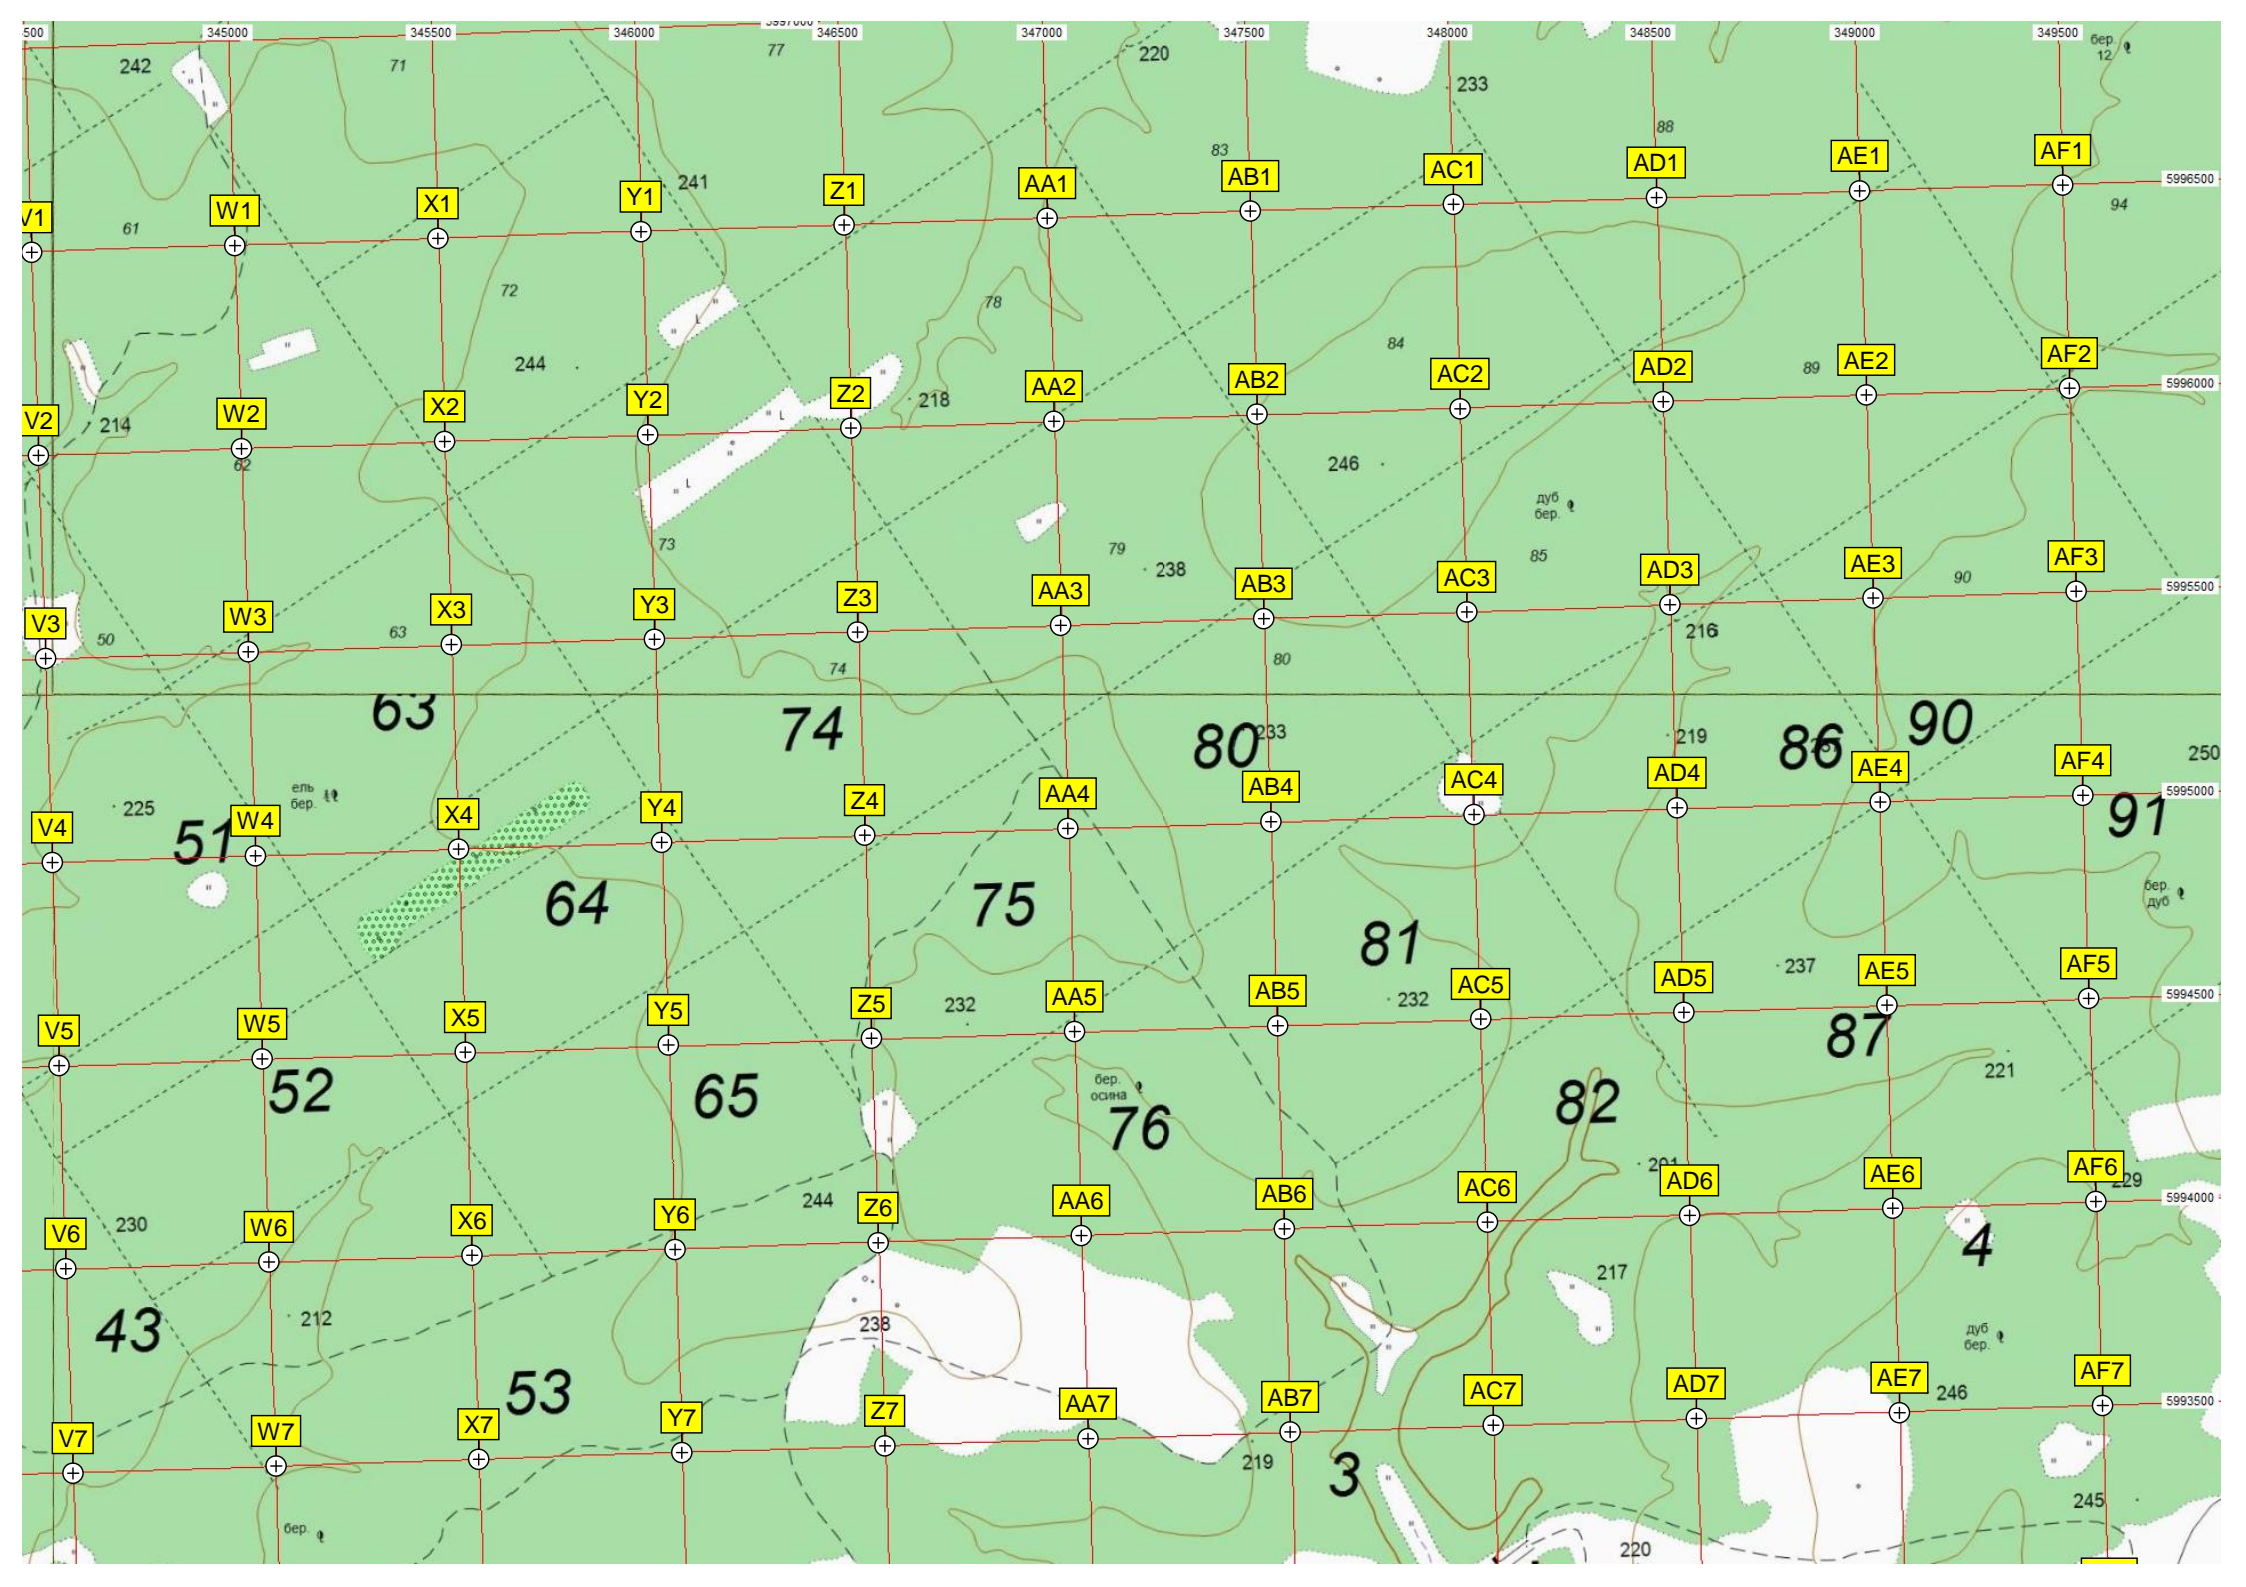 500 345000 345500 346000 346500 5997000 347000 347500 348000 348500 349000 349500
242 71 77 220 233 бер.
12
88
83
241 AC1 AD1 AE1 AF1
V1 W1 X1 Y1 Z1 AA1 AB1 5996500
61 94
72 78
84
244 89
218
V2 W2 X2 Y2 Z2 AA2 AB2 AC2 AD2 AE2 AF2 5996000
214
62 246
дуб
бер.
73 79 238 85 90
V3 W3 X3 Y3 Z3 AA3 AB3 AC3 AD3 AE3 AF3 5995500
50 63 74 80 216
63 74 80 233 219 86 90 250
ель
бер.
225
V4 W4 X4 Y4 Z4 AA4 AB4 AC4 AD4 AE4 AF4 5995000
51 91
64 75 81
бер.
дуб
232 232 237
V5 W5 X5 Y5 Z5 AA5 AB5 AC5 AD5 AE5 AF5 5994500
87
52 65 82 221
бер.
осина
76
201
244 229
230
V6 W6 X6 Y6 Z6 AA6 AB6 AC6 AD6 AE6 AF6 5994000
4
217
43 212 238
дуб
бер.
53 246
V7 W7 X7 Y7 Z7 AA7 AB7 AC7 AD7 AE7 AF7 5993500
219 3
245
бер.
220